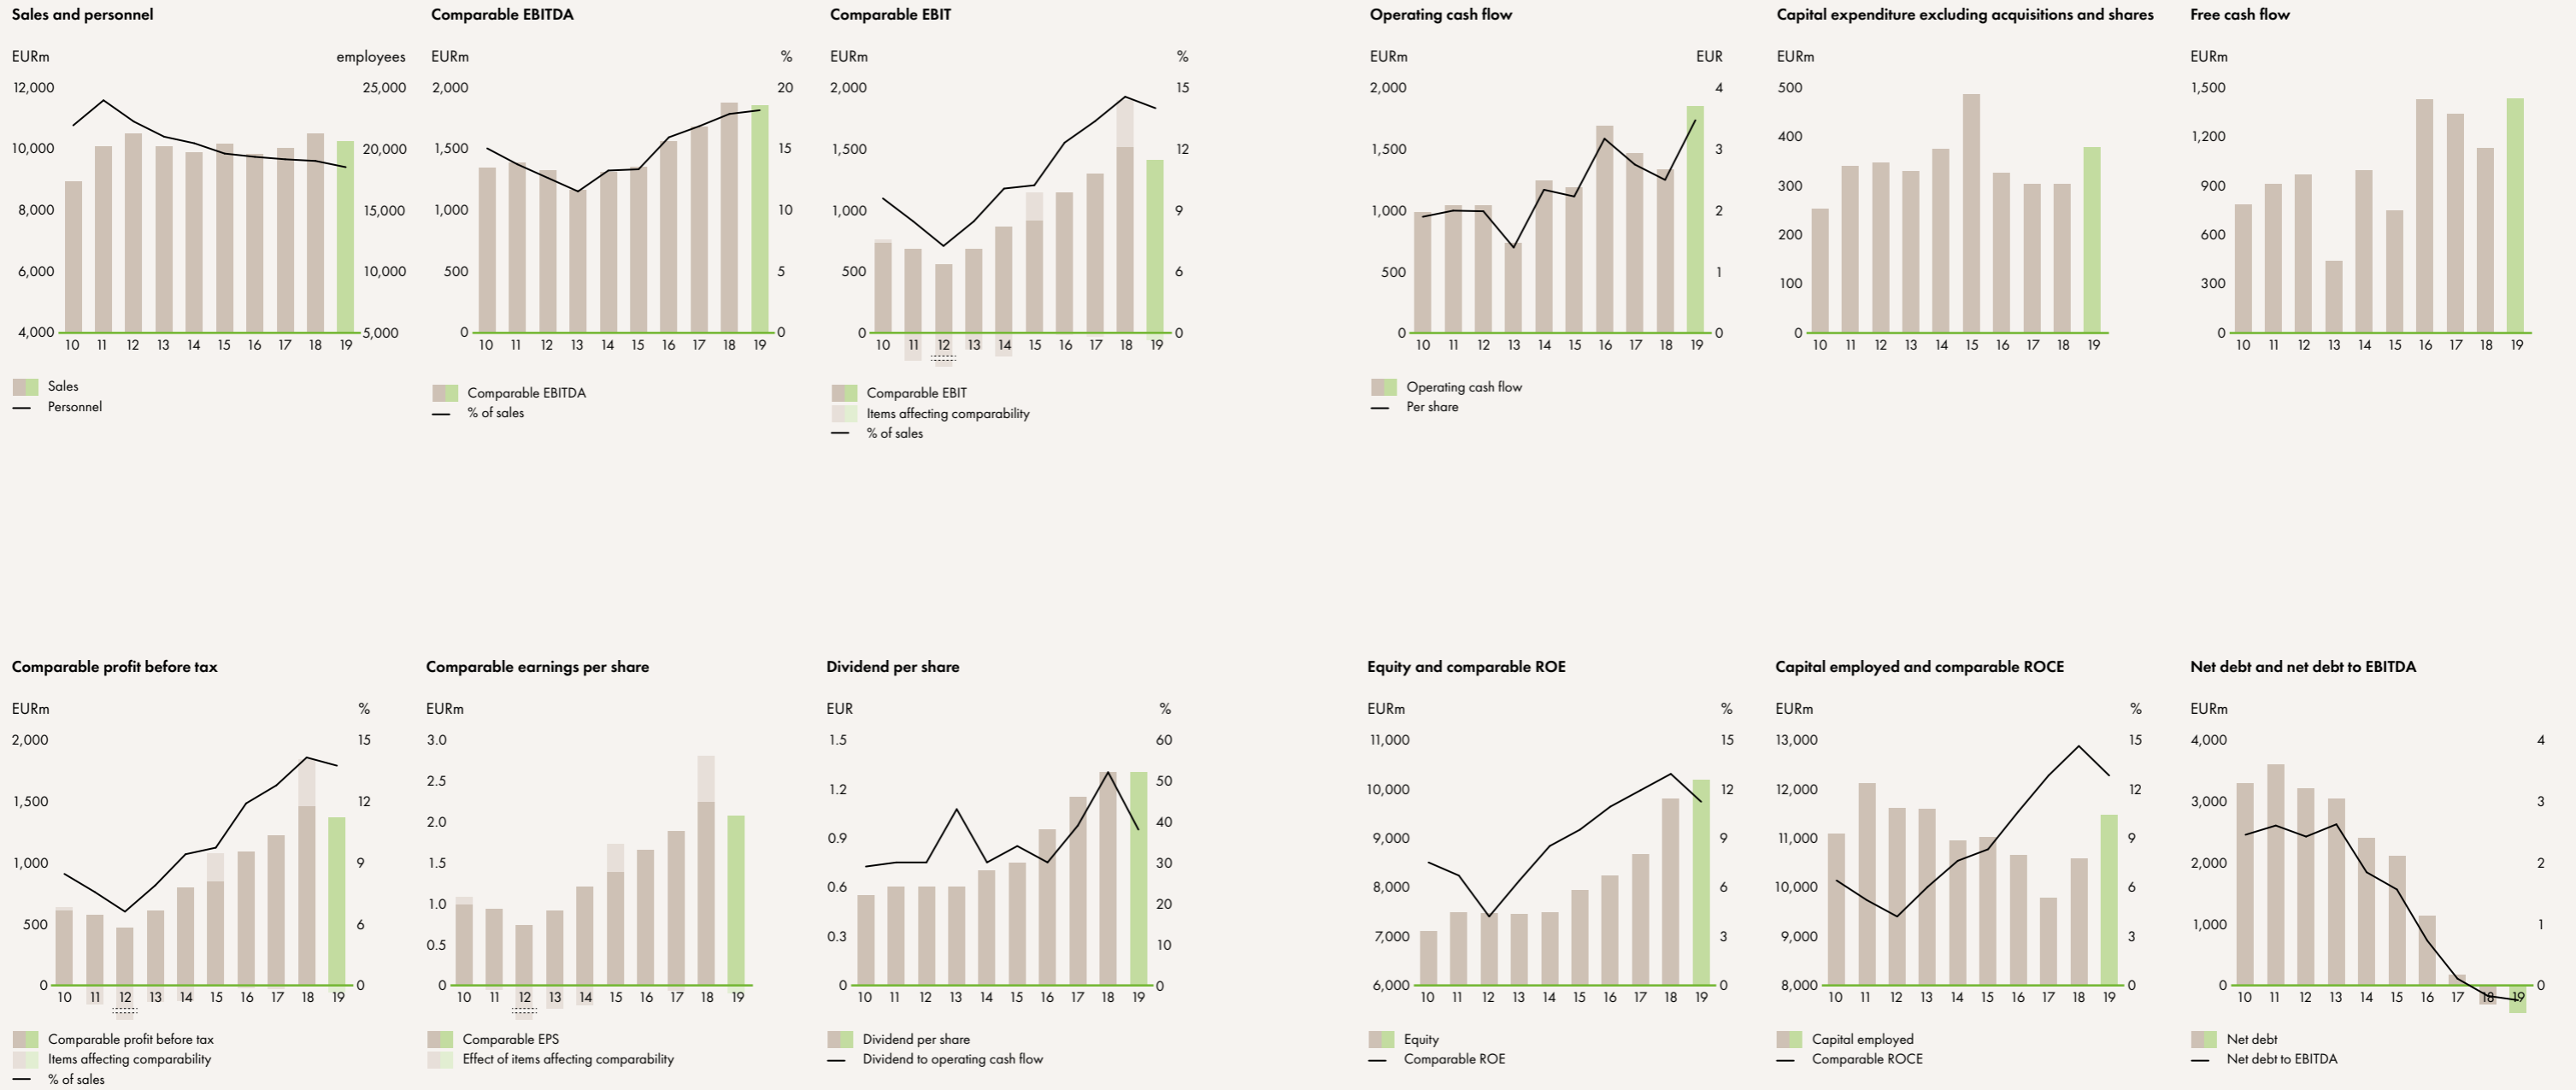 Sales and personnel
EURm employees
12,000 25,000
10,000 20,000
8,000 15,000
6,000 10,000
4,000 5,000
10 11 12 13 14 15 16 17 18 19
Sales
Personnel
Comparable EBITDA
EURm %
2,000 20
1,500 15
1,000 10
500 5
0 0
10 11 12 13 14 15 16 17 18 19
Comparable EBITDA
% of sales
Comparable EBIT
EURm %
2,000 15
1,500 12
1,000 9
500 6
0 0
10 11 12 13 14 15 16 17 18 19
Comparable EBIT
Items affecting comparability
% of sales
Operating cash flow
EURm EUR
2,000 4
1,500 3
1,000 2
500 1
0 0
10 11 12 13 14 15 16 17 18 19
Operating cash flow
Per share
Capital expenditure excluding acquisitions and shares
EURm
500
400
300
200
100
0
10 11 12 13 14 15 16 17 18 19
Free cash flow
EURm
1,500
1,200
900
600
300
0
10 11 12 13 14 15 16 17 18 19
Comparable profit before tax
EURm %
2,000 15
1,500 12
1,000 9
500 6
0 0
10 11 12 13 14 15 16 17 18 19
Comparable profit before tax
Items affecting comparability
% of sales
Comparable earnings per share
EURm
3.0
2.5
2.0
1.5
1.0
0.5
0
10 11 12 13 14 15 16 17 18 19
Comparable EPS
Effect of items affecting comparability
Dividend per share
EUR %
1.5 60
1.2 50
0.9 40
0.6 30
20
0.3 10
0 0
10 11 12 13 14 15 16 17 18 19
Dividend per share
Dividend to operating cash flow
Equity and comparable ROE
EURm %
11,000 15
10,000 12
9,000 9
8,000 6
7,000 3
6,000 0
10 11 12 13 14 15 16 17 18 19
Equity
Comparable ROE
Capital employed and comparable ROCE
EURm %
13,000 15
12,000 12
11,000 9
10,000 6
9,000 3
8,000 0
10 11 12 13 14 15 16 17 18 19
Capital employed
Comparable ROCE
Net debt and net debt to EBITDA
EURm
4,000 4
3,000 3
2,000 2
1,000 1
0 0
10 11 12 13 14 15 16 17 18 19
Net debt
Net debt to EBITDA